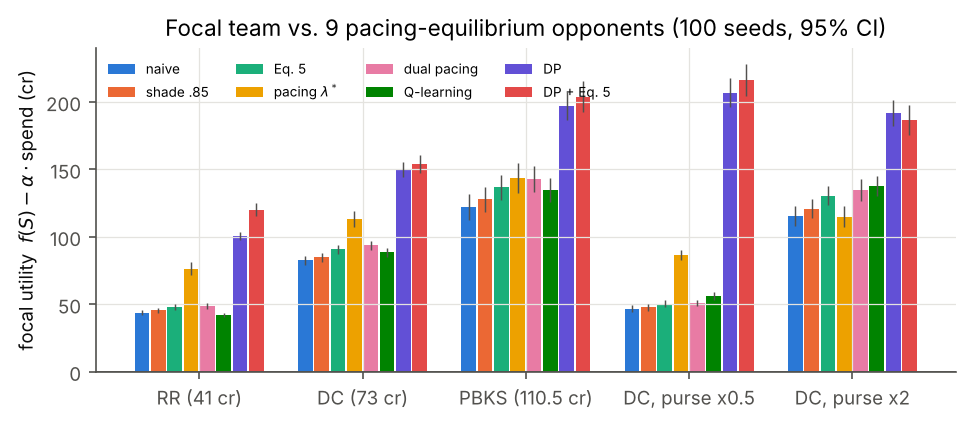 Focal team vs. 9 pacing-equilibrium opponents (100 seeds, 95% CI)
focal utility f(S) − α · spend (cr)
naive
shade .85
Eq. 5
pacing λ*
dual pacing
Q-learning
DP
DP + Eq. 5
200
150
100
50
0
RR (41 cr)
DC (73 cr)
PBKS (110.5 cr)
DC, purse x0.5
DC, purse x2